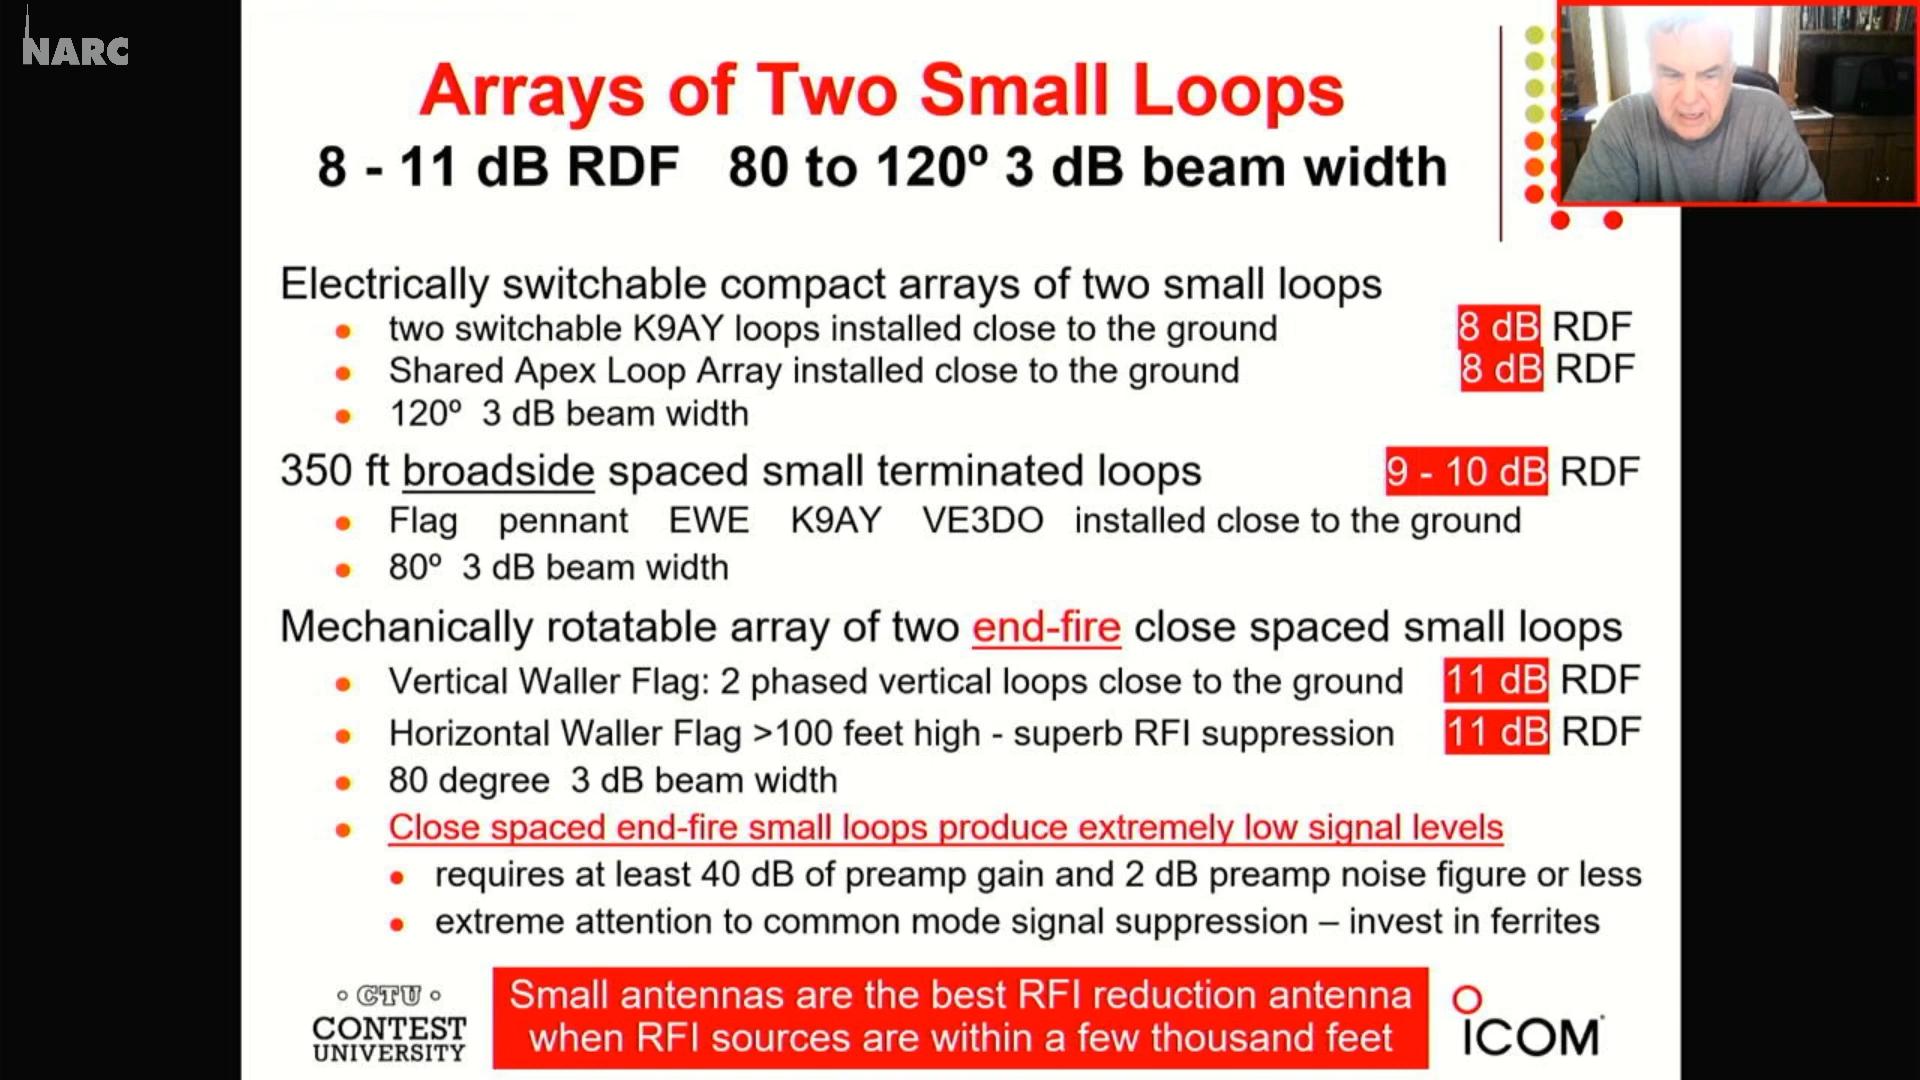 NARC
Arrays of Two Small Loops
8 - 11 dB RDF 80 to 120º 3 dB beam width
Electrically switchable compact arrays of two small loops
• two switchable K9AY loops installed close to the ground 8 dB RDF
• Shared Apex Loop Array installed close to the ground 8 dB RDF
• 120º 3 dB beam width
350 ft broadside spaced small terminated loops 9 - 10 dB RDF
• Flag pennant EWE K9AY VE3DO installed close to the ground
• 80º 3 dB beam width
Mechanically rotatable array of two end-fire close spaced small loops
• Vertical Waller Flag: 2 phased vertical loops close to the ground 11 dB RDF
• Horizontal Waller Flag >100 feet high - superb RFI suppression 11 dB RDF
• 80 degree 3 dB beam width
• Close spaced end-fire small loops produce extremely low signal levels
• requires at least 40 dB of preamp gain and 2 dB preamp noise figure or less
• extreme attention to common mode signal suppression – invest in ferrites
CTU
CONTEST
UNIVERSITY
Small antennas are the best RFI reduction antenna
when RFI sources are within a few thousand feet
ICOM